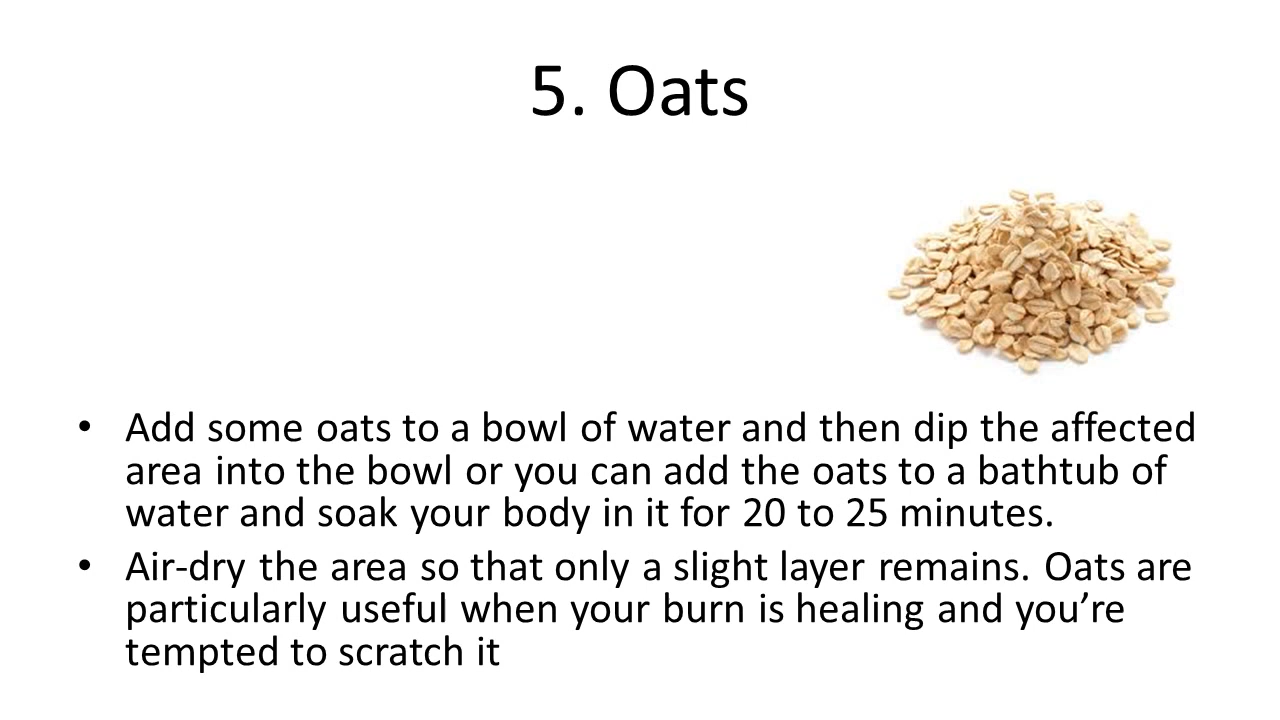 5. Oats
• Add some oats to a bowl of water and then dip the affected
area into the bowl or you can add the oats to a bathtub of
water and soak your body in it for 20 to 25 minutes.
• Air-dry the area so that only a slight layer remains. Oats are
particularly useful when your burn is healing and you’re
tempted to scratch it